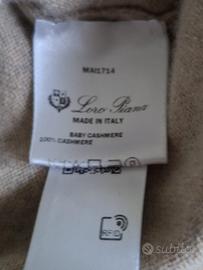 MAI1714
Loro Piana
MADE IN ITALY
BABY CASHMERE
100% CASHMERE
RFID
subito